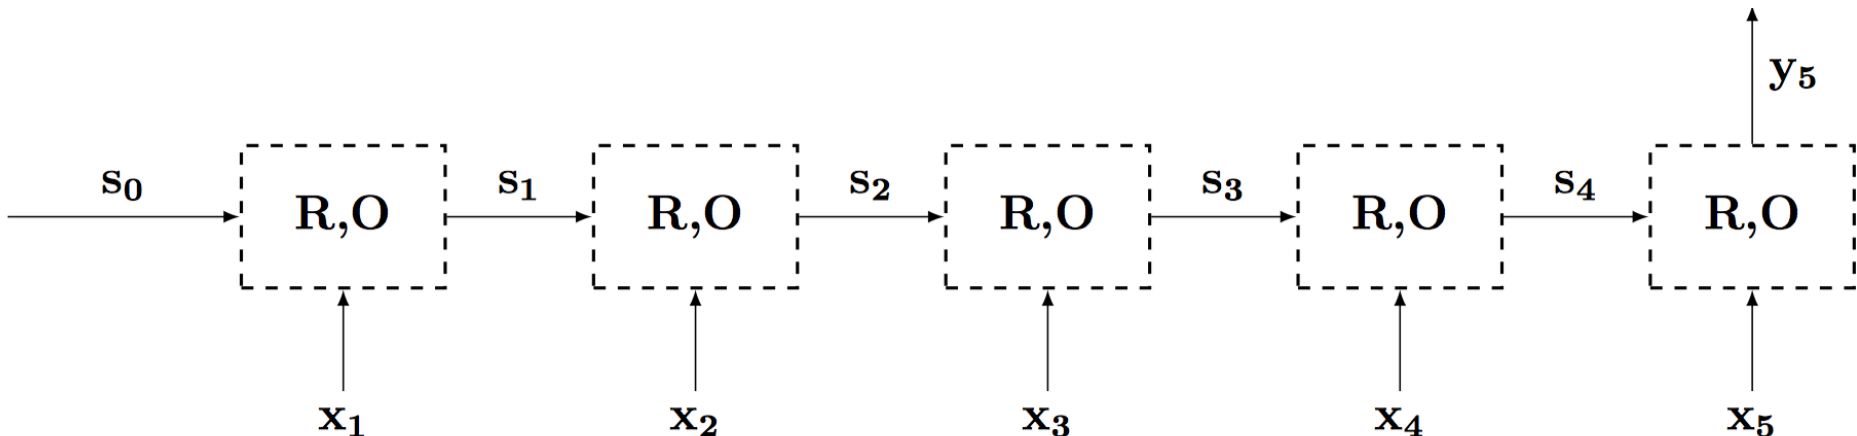 y₅
s₀ R,O s₁ R,O s₂ R,O s₃ R,O s₄ R,O
x₁ x₂ x₃ x₄ x₅